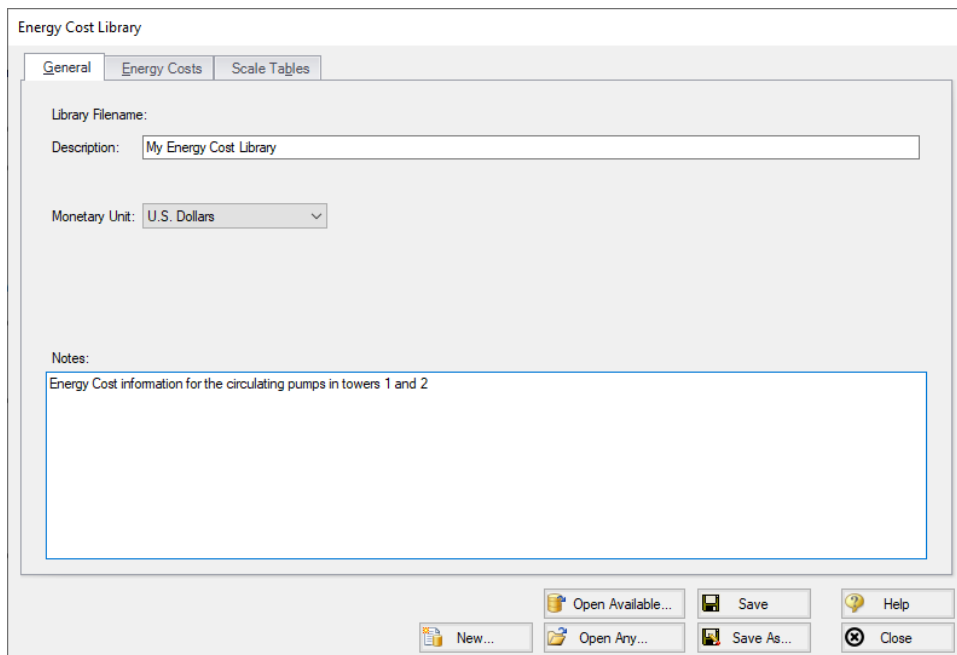 Energy Cost Library
General Energy Costs Scale Tables
Library Filename:
Description: My Energy Cost Library
Monetary Unit: U.S. Dollars
Notes:
Energy Cost information for the circulating pumps in towers 1 and 2
Open Available... Save Help
New... Open Any... Save As... Close